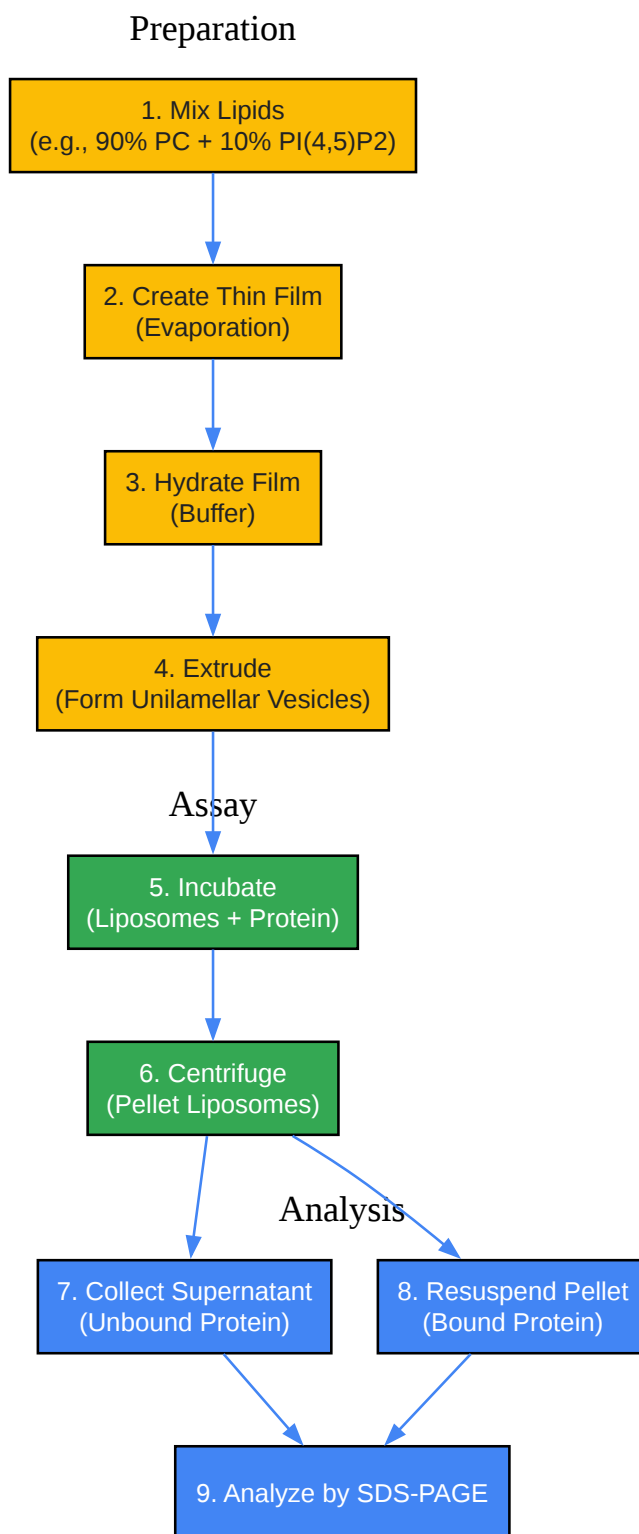 Preparation
1. Mix Lipids
(e.g., 90% PC + 10% PI(4,5)P2)
2. Create Thin Film
(Evaporation)
3. Hydrate Film
(Buffer)
4. Extrude
(Form Unilamellar Vesicles)
Assay
5. Incubate
(Liposomes + Protein)
6. Centrifuge
(Pellet Liposomes)
Analysis
7. Collect Supernatant
(Unbound Protein)
8. Resuspend Pellet
(Bound Protein)
9. Analyze by SDS-PAGE